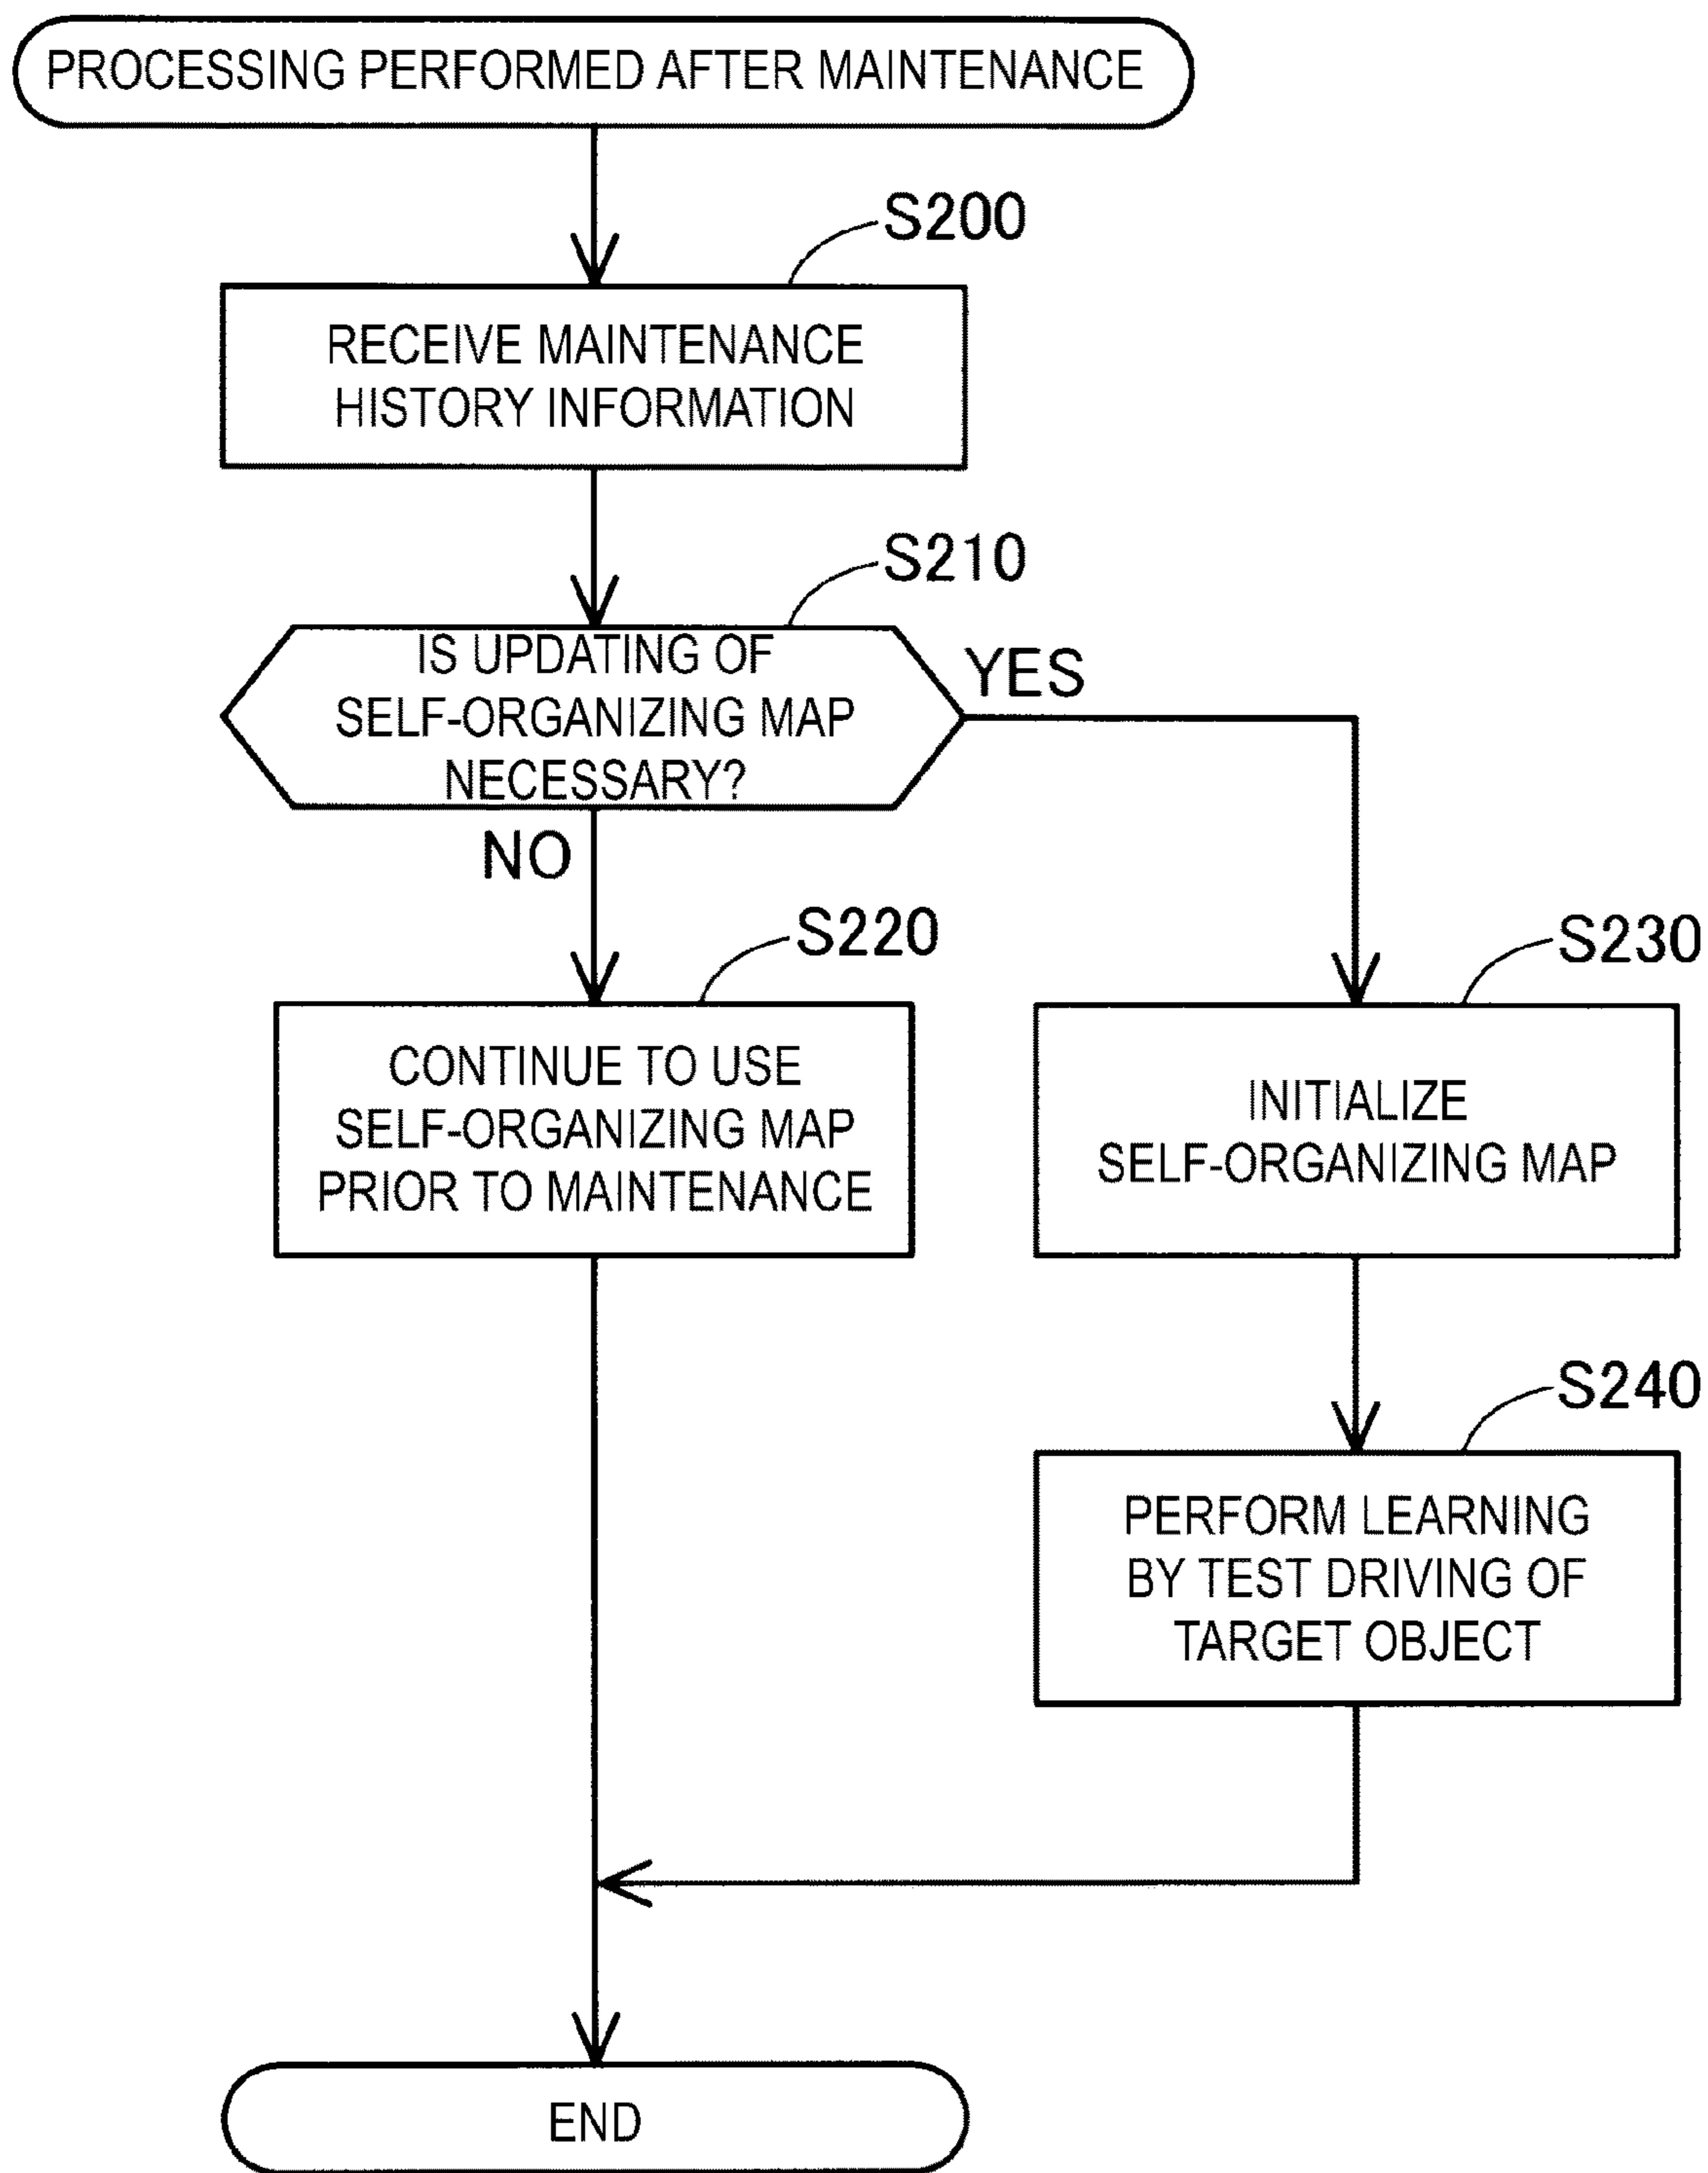 PROCESSING PERFORMED AFTER MAINTENANCE
S200
RECEIVE MAINTENANCE
HISTORY INFORMATION
S210
IS UPDATING OF
SELF-ORGANIZING MAP
NECESSARY?
YES
NO
S220
CONTINUE TO USE
SELF-ORGANIZING MAP
PRIOR TO MAINTENANCE
S230
INITIALIZE
SELF-ORGANIZING MAP
S240
PERFORM LEARNING
BY TEST DRIVING OF
TARGET OBJECT
END